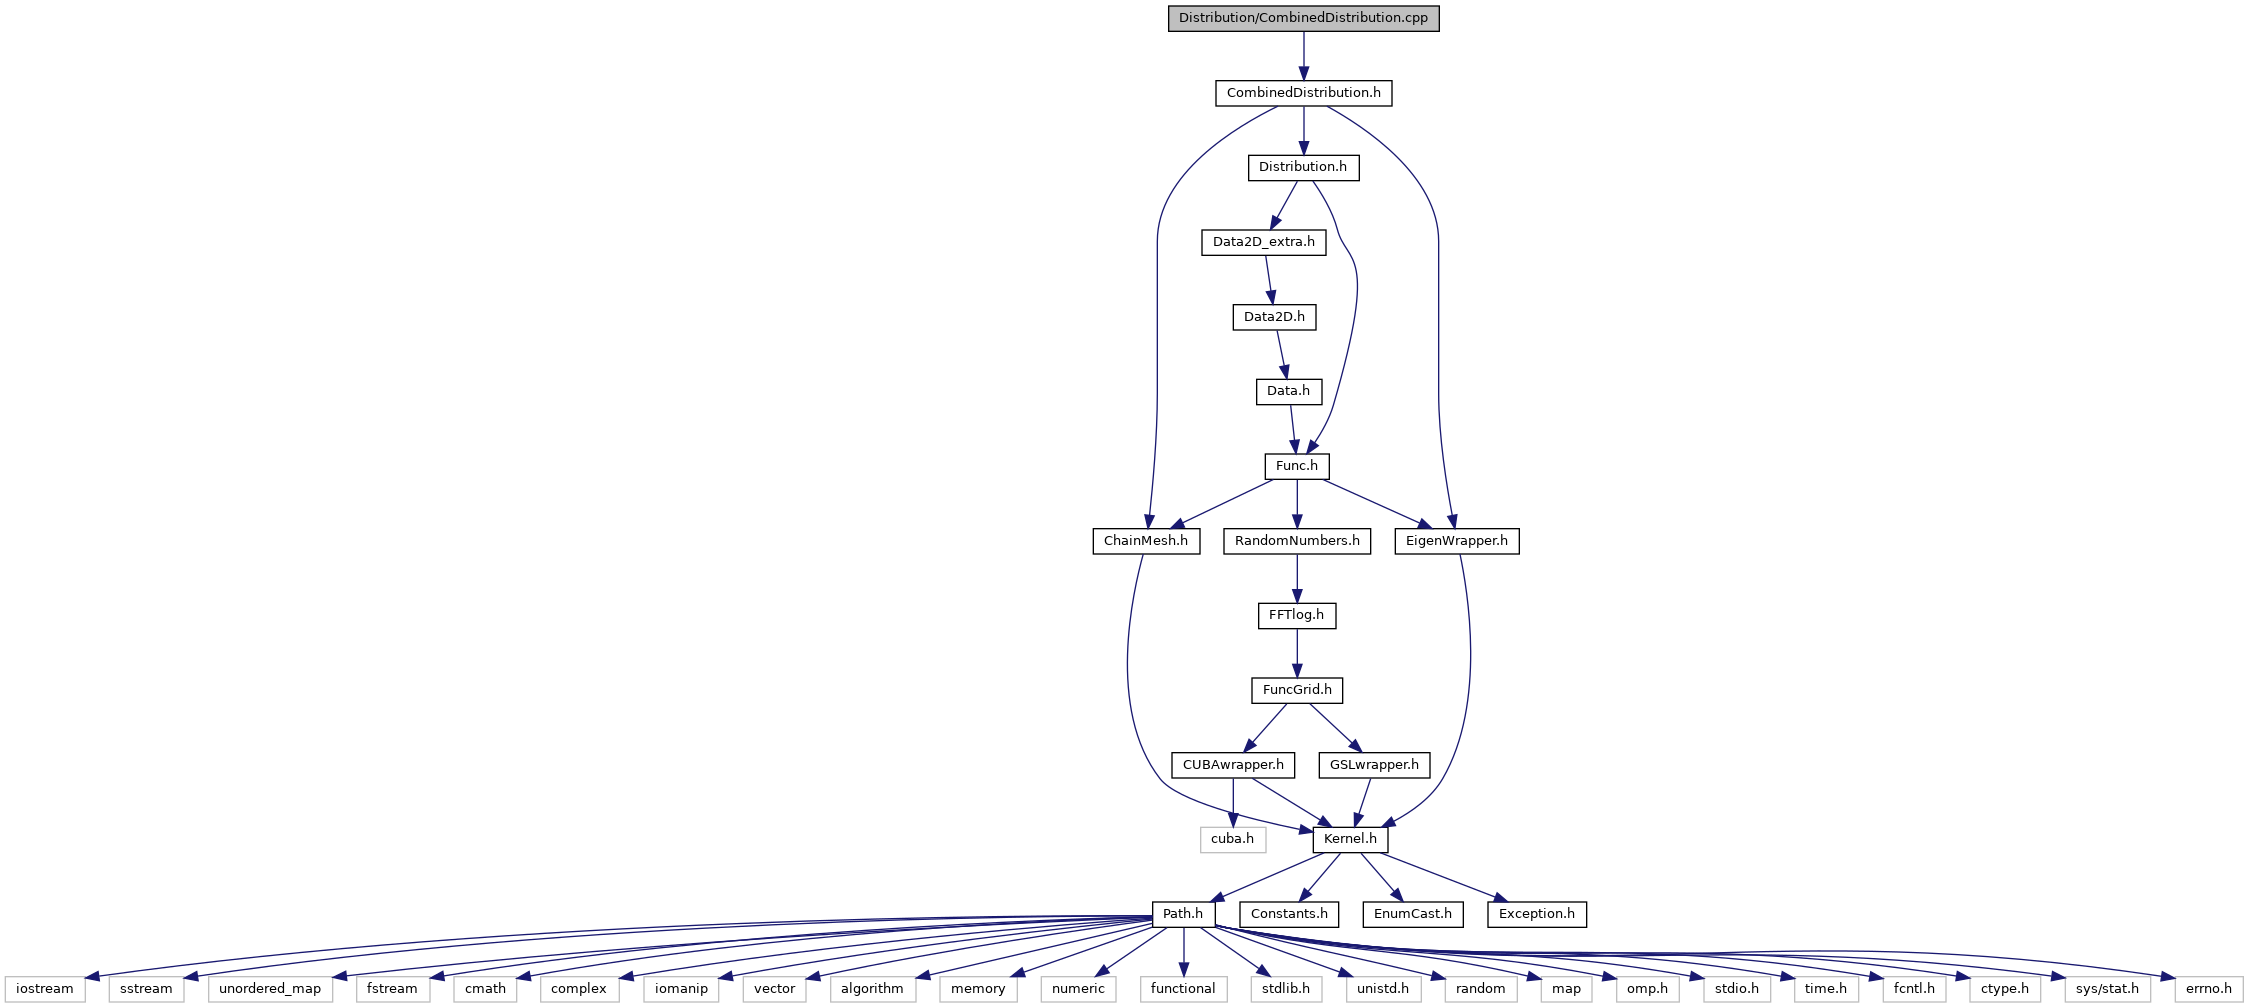 Distribution/CombinedDistribution.cpp
CombinedDistribution.h
Distribution.h
Data2D_extra.h
Data2D.h
Data.h
Func.h
ChainMesh.h
RandomNumbers.h
EigenWrapper.h
FFTlog.h
FuncGrid.h
CUBAwrapper.h
GSLwrapper.h
cuba.h
Kernel.h
Path.h
Constants.h
EnumCast.h
Exception.h
iostream
sstream
unordered_map
fstream
cmath
complex
iomanip
vector
algorithm
memory
numeric
functional
stdlib.h
unistd.h
random
map
omp.h
stdio.h
time.h
fcntl.h
ctype.h
sys/stat.h
errno.h